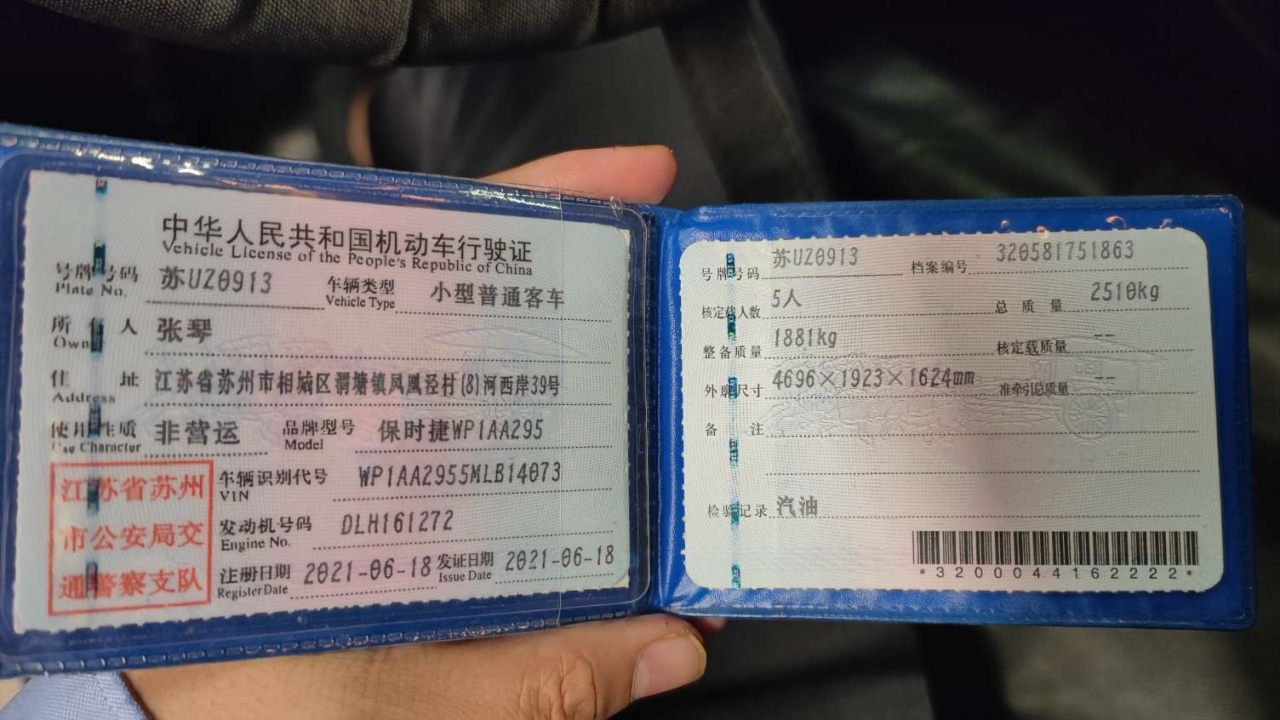 中华人民共和国机动车行驶证
Vehicle License of the People's Republic of China
号牌号码 苏UZ0913 车辆类型 小型普通客车
Plate No. Vehicle Type
所有人 张琴
Owner
住址 江苏省苏州市相城区渭塘镇凤凰泾村(8)河西岸39号
Address
使用性质 非营运 品牌型号 保时捷WP1AA295
Use Character Model
江苏省苏州
市公安局交
通警察支队
车辆识别代号 WP1AA2955MLB14073
VIN
发动机号码 DLH161272
Engine No.
注册日期 2021-06-18 发证日期 2021-06-18
Register Date Issue Date
号牌号码 苏UZ0913 档案编号 320581751863
核定载人数 5人 总质量 2510kg
整备质量 1881kg 核定载质量 --
外廓尺寸 4696×1923×1624mm 准牵引总质量 --
备注
检验记录 汽油
*3200044162222*